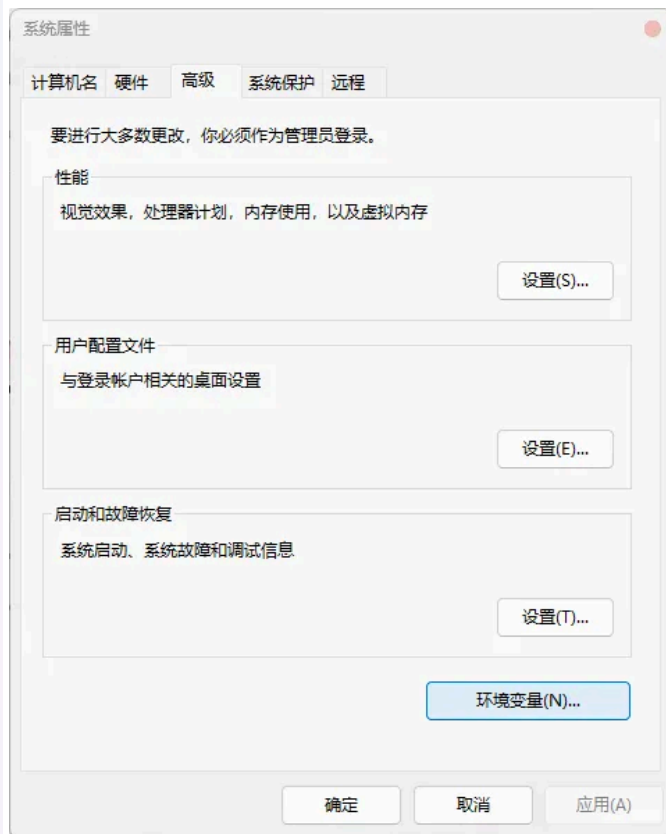 系统属性
计算机名 硬件 高级 系统保护 远程
要进行大多数更改，你必须作为管理员登录。
性能
视觉效果，处理器计划，内存使用，以及虚拟内存
设置(S)...
用户配置文件
与登录帐户相关的桌面设置
设置(E)...
启动和故障恢复
系统启动、系统故障和调试信息
设置(T)...
环境变量(N)...
确定 取消 应用(A)